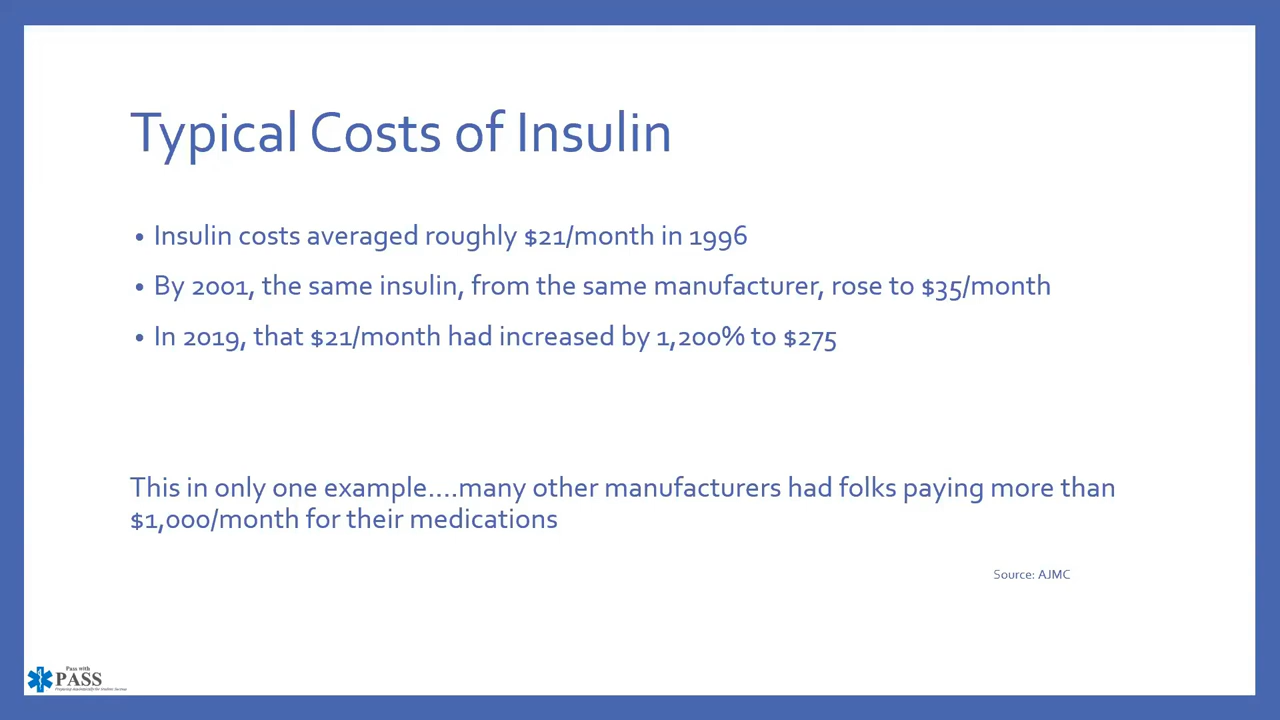 Typical Costs of Insulin
• Insulin costs averaged roughly $21/month in 1996
• By 2001, the same insulin, from the same manufacturer, rose to $35/month
• In 2019, that $21/month had increased by 1,200% to $275
This in only one example....many other manufacturers had folks paying more than
$1,000/month for their medications
Source: AJMC
Pass with
PASS